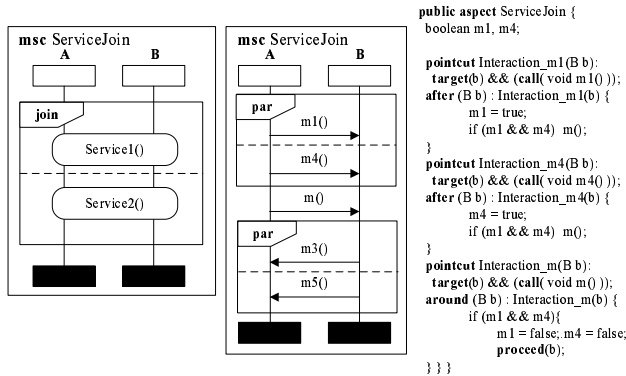 msc ServiceJoin
A B
join
Service1()
Service2()
msc ServiceJoin
A B
par
m1()
m4()
m()
par
m3()
m5()
public aspect ServiceJoin {
boolean m1, m4;
pointcut Interaction_m1(B b):
target(b) && (call( void m1() ));
after (B b) : Interaction_m1(b) {
m1 = true;
if (m1 && m4) m();
}
pointcut Interaction_m4(B b):
target(b) && (call( void m4() ));
after (B b) : Interaction_m4(b) {
m4 = true;
if (m1 && m4) m();
}
pointcut Interaction_m(B b):
target(b) && (call( void m() ));
around (B b) : Interaction_m(b) {
if (m1 && m4){
m1 = false; m4 = false;
proceed(b);
} } }